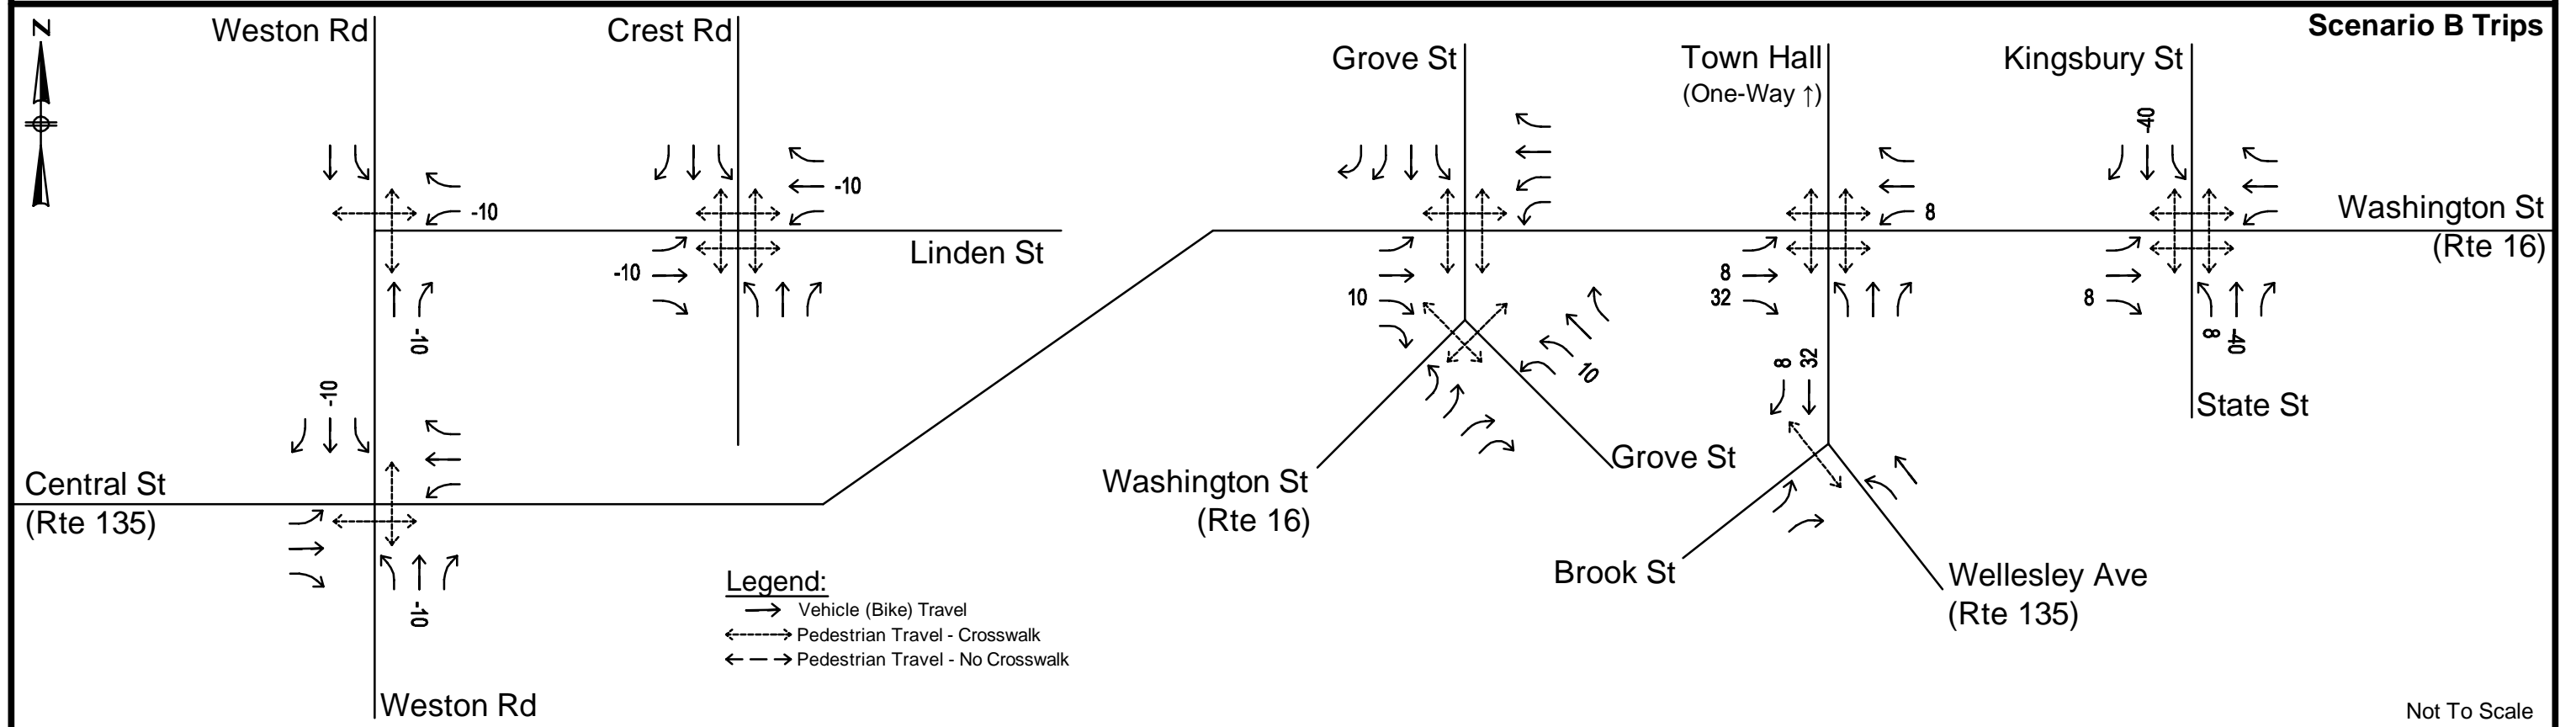 Scenario B Trips
N
Weston Rd
Crest Rd
Grove St
Town Hall
(One-Way ↑)
Kingsbury St
-40
-10
-10
8
-10
-10
10
8
32
8
Linden St
Washington St
(Rte 16)
-10
8
-40
8
32
10
-10
State St
Central St
(Rte 135)
Washington St
(Rte 16)
Grove St
-10
Brook St
Wellesley Ave
(Rte 135)
Legend:
Vehicle (Bike) Travel
Pedestrian Travel - Crosswalk
Pedestrian Travel - No Crosswalk
Weston Rd
Not To Scale